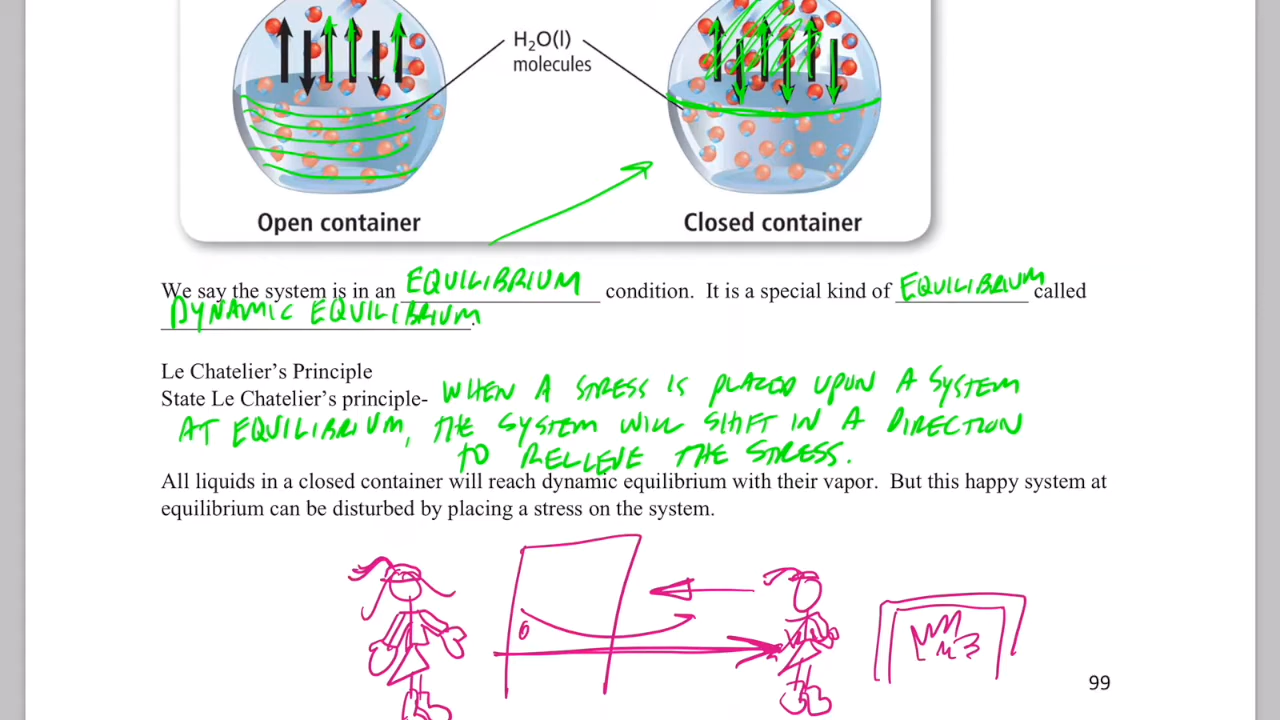 H₂O(l)
molecules
Open container
Closed container
We say the system is in an EQUILIBRIUM condition. It is a special kind of EQUILIBRIUM called
DYNAMIC EQUILIBRIUM.
Le Chatelier's Principle
State Le Chatelier's principle- WHEN A STRESS IS PLACED UPON A SYSTEM
AT EQUILIBRIUM, THE SYSTEM WILL SHIFT IN A DIRECTION
TO RELIEVE THE STRESS.
All liquids in a closed container will reach dynamic equilibrium with their vapor. But this happy system at
equilibrium can be disturbed by placing a stress on the system.
99